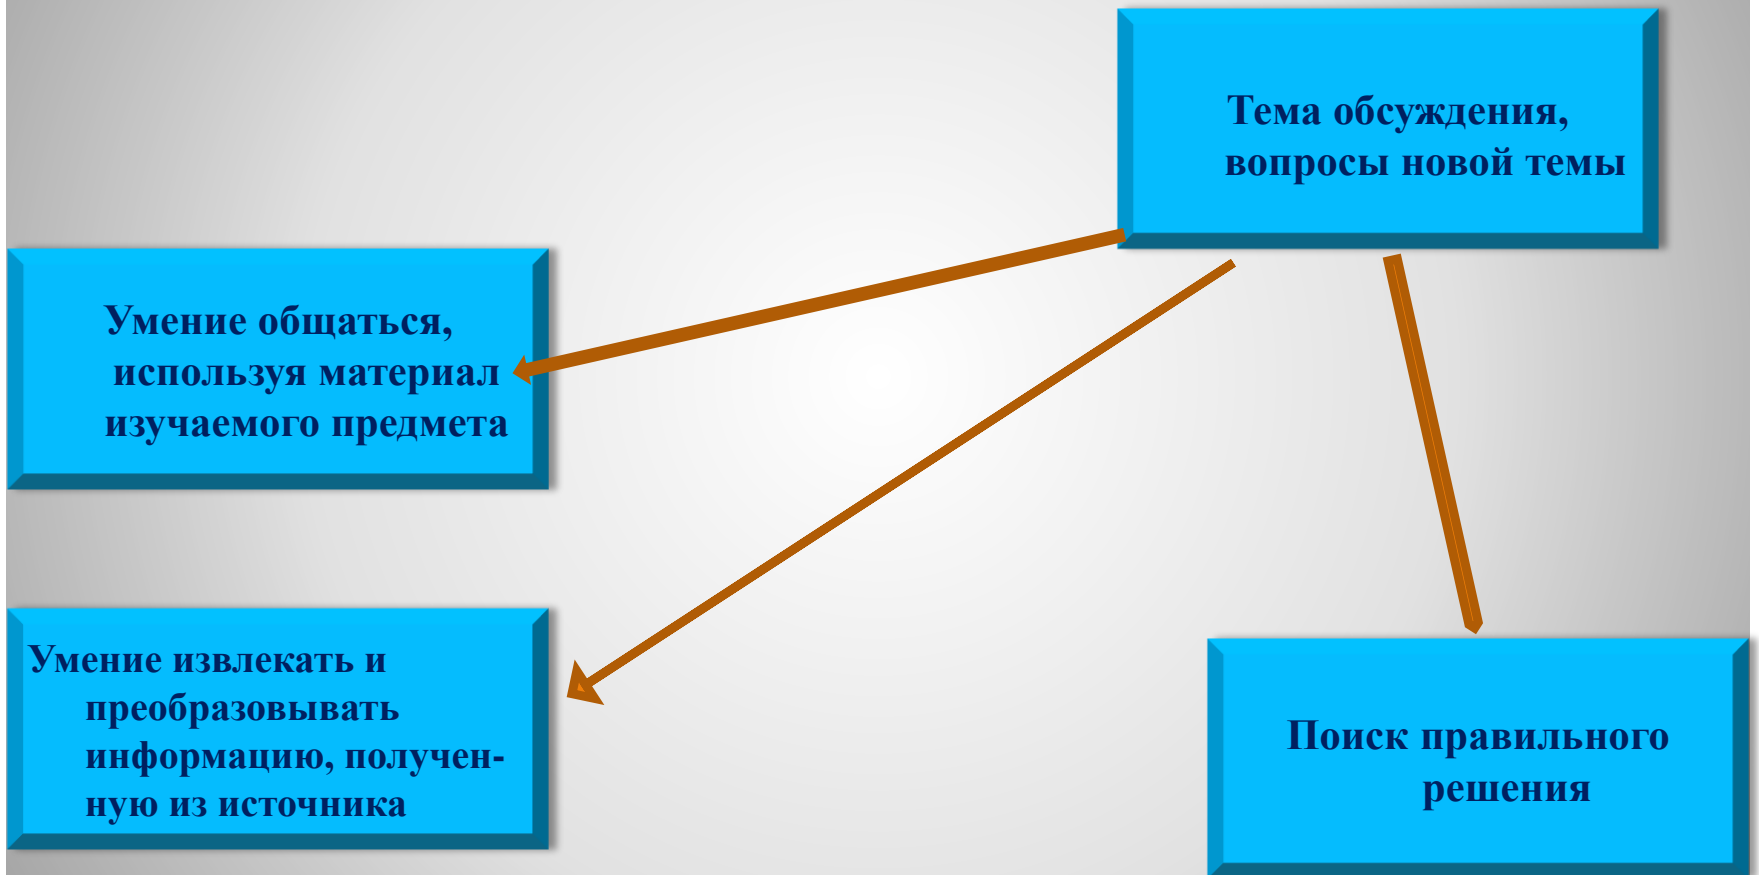 Тема обсуждения,
вопросы новой темы
Умение общаться,
используя материал
изучаемого предмета
Умение извлекать и
преобразовывать
информацию, получен-
ную из источника
Поиск правильного
решения